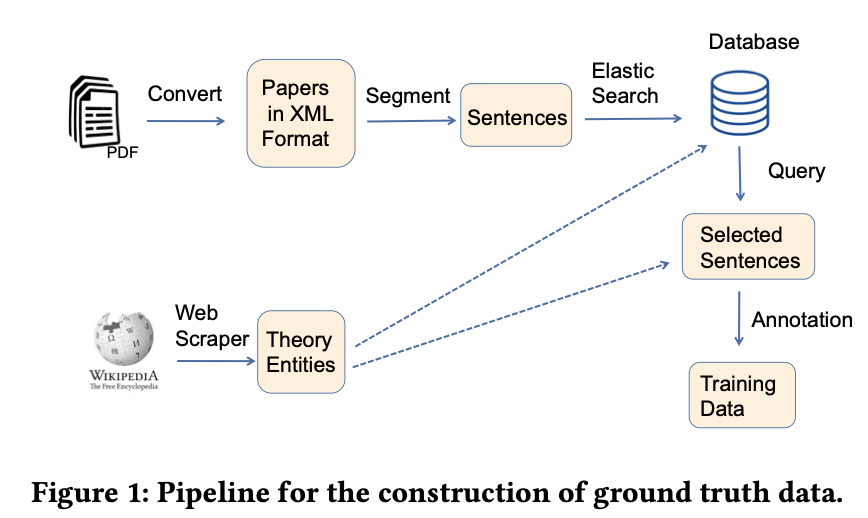 Database
Elastic
Search
Convert
Papers
in XML
Format
Segment
Sentences
PDF
Query
Selected
Sentences
Web
Scraper
Theory
Entities
WIKIPEDIA
The Free Encyclopedia
Annotation
Training
Data
Figure 1: Pipeline for the construction of ground truth data.